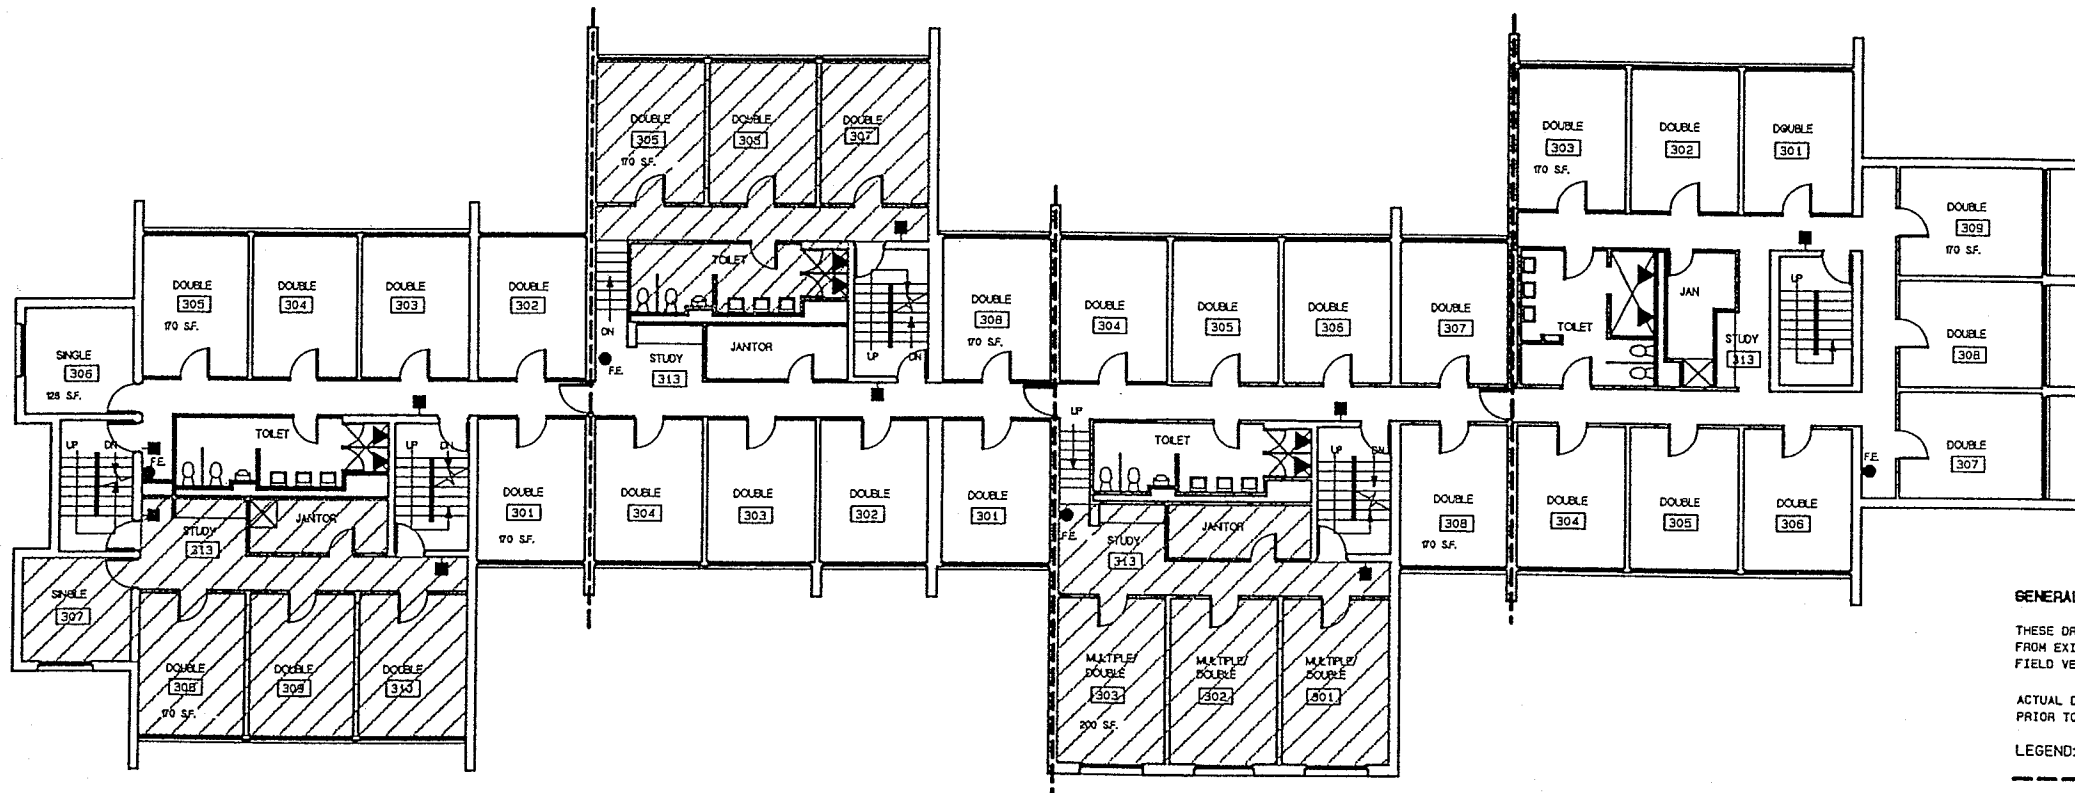 DOUBLE
305
170 S.F.
DOUBLE
306
DOUBLE
307
DOUBLE
303
170 S.F.
DOUBLE
302
DOUBLE
301
DOUBLE
309
170 S.F.
DOUBLE
308
DOUBLE
307
SINGLE
306
128 S.F.
DOUBLE
305
170 S.F.
DOUBLE
304
DOUBLE
303
DOUBLE
302
TOILET
DN
F.E.
STUDY
313
JANITOR
UP
DN
DOUBLE
308
170 S.F.
DOUBLE
304
DOUBLE
305
DOUBLE
306
DOUBLE
307
TOILET
JAN
STUDY
313
UP
UP
DN
F.E.
TOILET
UP
DN
DOUBLE
301
170 S.F.
DOUBLE
304
DOUBLE
303
DOUBLE
302
DOUBLE
301
UP
TOILET
UP
DN
DOUBLE
308
170 S.F.
DOUBLE
304
DOUBLE
305
DOUBLE
306
F.E.
STUDY
313
JANITOR
F.E.
STUDY
313
JANITOR
SINGLE
307
DOUBLE
308
170 S.F.
DOUBLE
309
DOUBLE
310
MULTIPLE/
DOUBLE
303
200 S.F.
MULTIPLE/
DOUBLE
302
MULTIPLE/
DOUBLE
301
GENERAL
THESE DR
FROM EXI
FIELD VE
ACTUAL D
PRIOR TO
LEGEND: